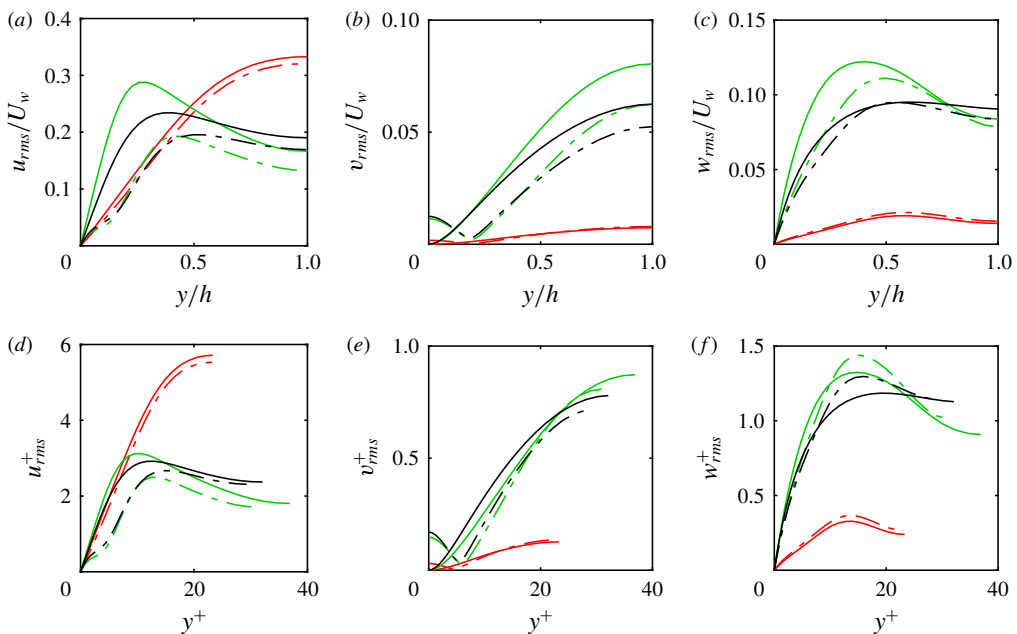 (a) (b) (c)
0.4 0.10 0.15
0.3
0.2 0.05 0.10
0.1 0.05
u_rms/U_w v_rms/U_w w_rms/U_w
0 0.5 1.0 0 0.5 1.0 0 0.5 1.0
y/h y/h y/h
(d) (e) (f)
6 1.0 1.5
4 0.5 1.0
2 0.5
u^+_rms v^+_rms w^+_rms
0 20 40 0 20 40 0 20 40
y^+ y^+ y^+